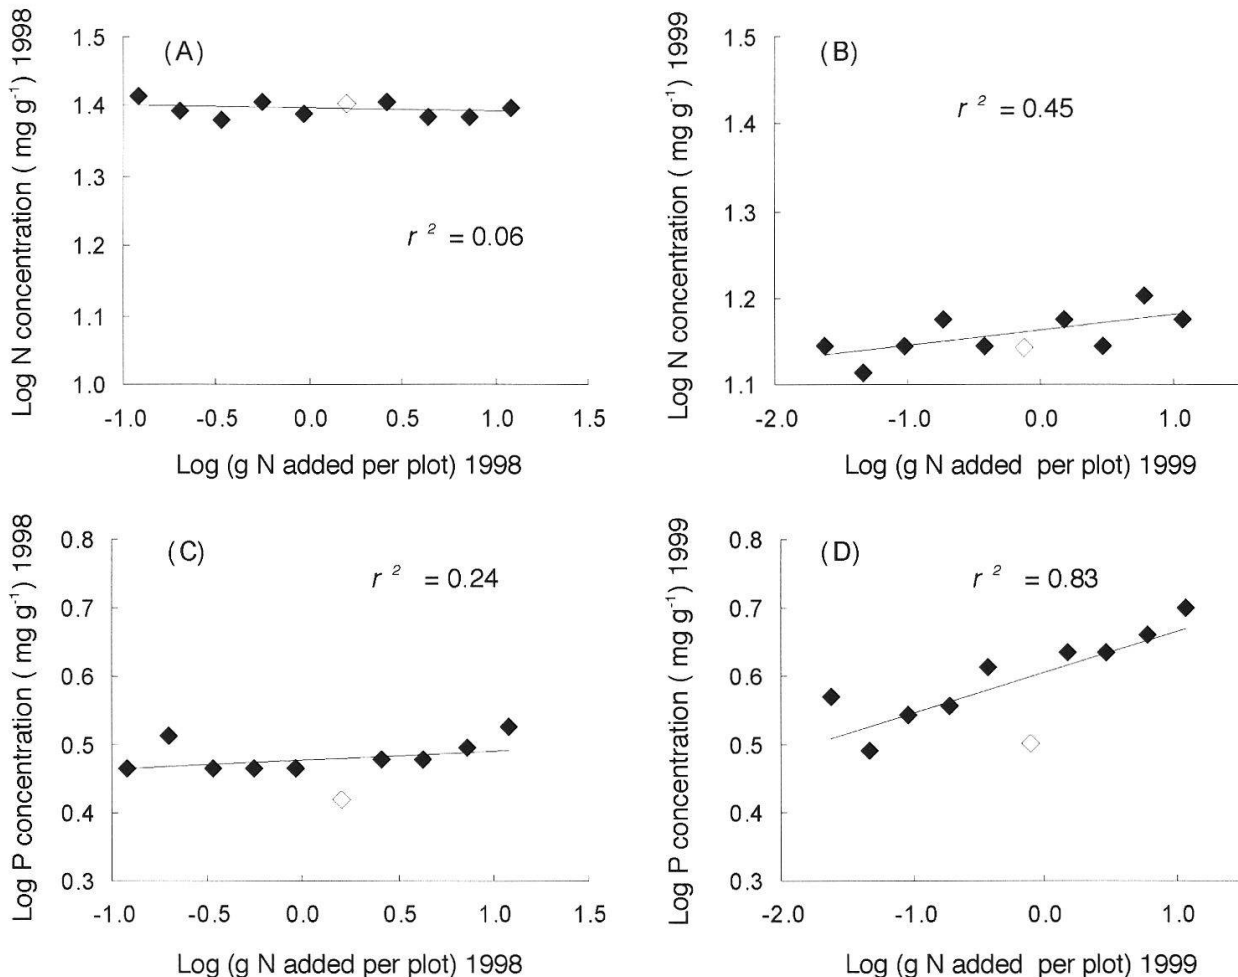 Log N concentration ( mg g-1) 1998
1.5
1.4
1.3
1.2
1.1
1.0
(A)
r 2 = 0.06
-1.0 -0.5 0.0 0.5 1.0 1.5
Log (g N added per plot) 1998
Log N concentration ( mg g-1) 1999
1.5
1.4
1.3
1.2
1.1
(B)
r 2 = 0.45
-2.0 -1.0 0.0 1.0
Log (g N added per plot) 1999
Log P concentration ( mg g-1) 1998
0.8
0.7
0.6
0.5
0.4
0.3
(C)
r 2 = 0.24
-1.0 -0.5 0.0 0.5 1.0 1.5
Log (g N added per plot) 1998
Log P concentration ( mg g-1) 1999
0.8
0.7
0.6
0.5
0.4
0.3
(D)
r 2 = 0.83
-2.0 -1.0 0.0 1.0
Log (g N added per plot) 1999